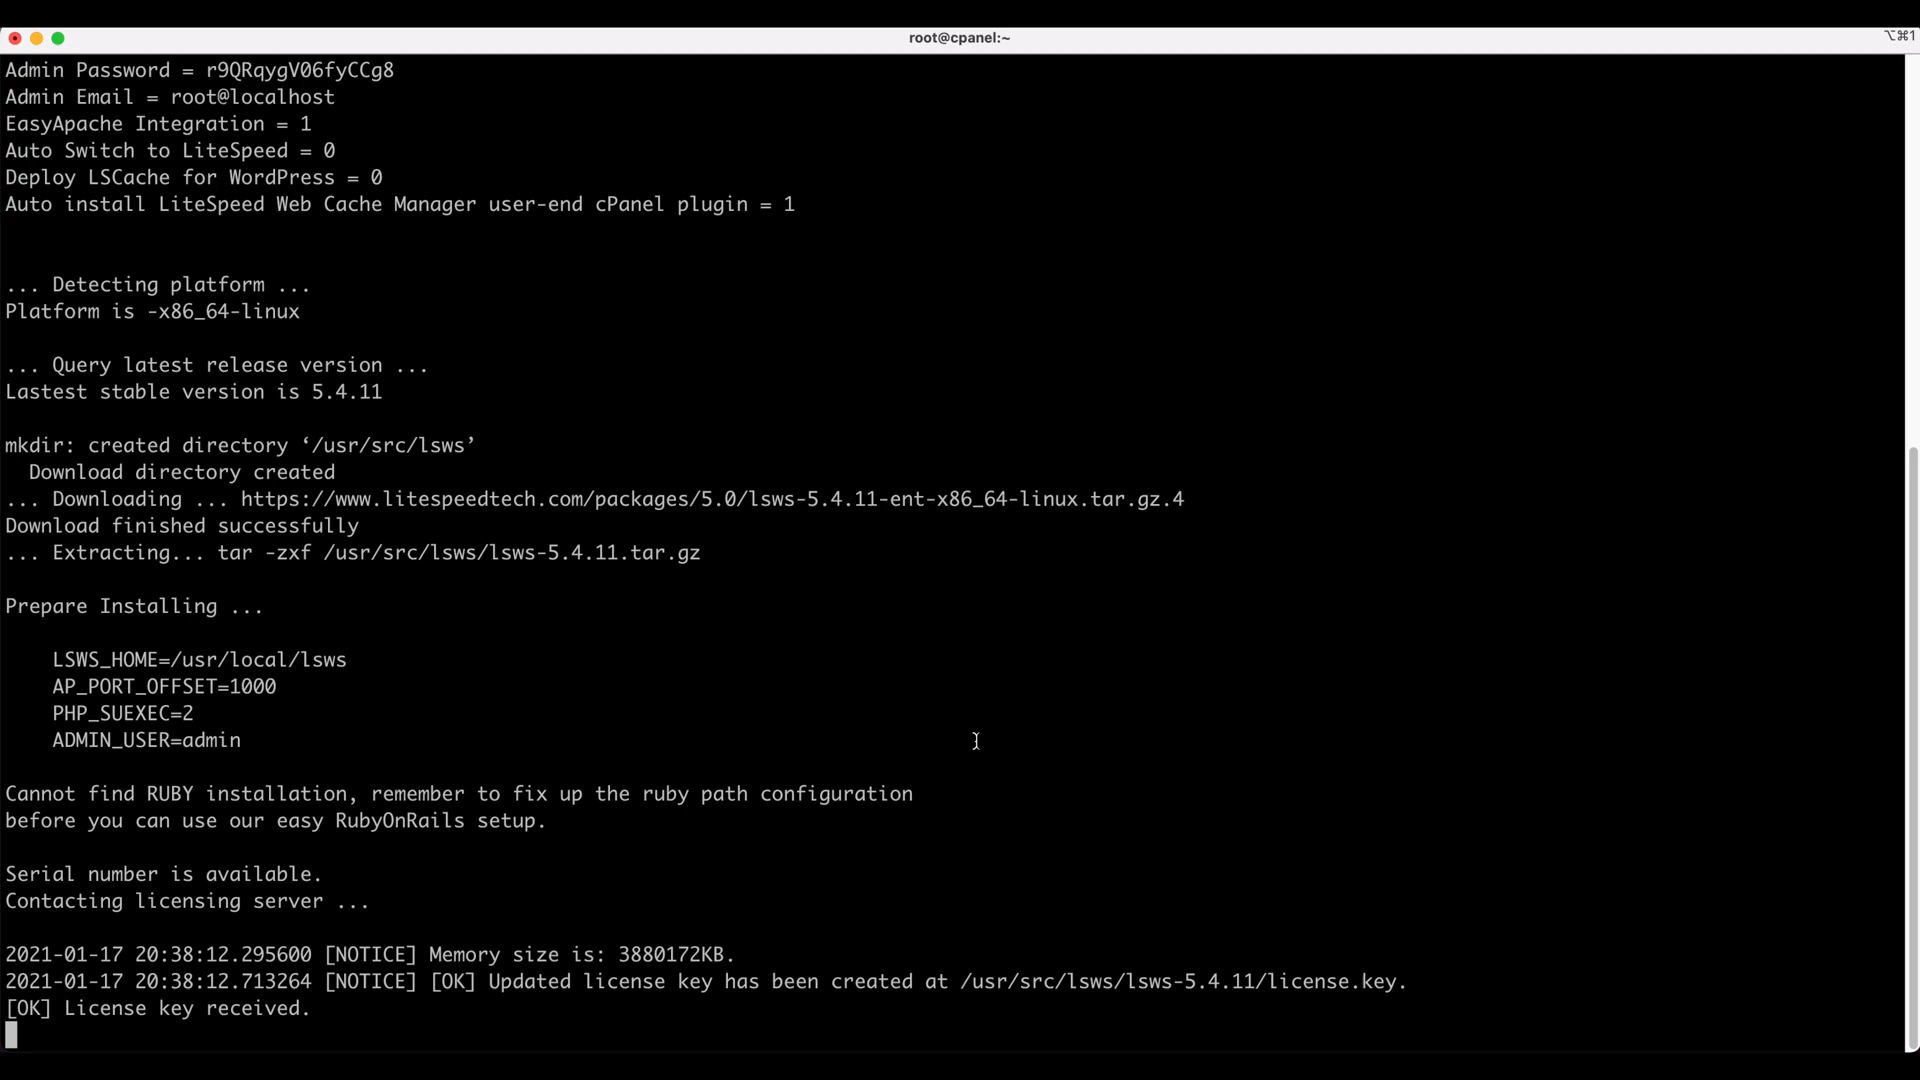 root@cpanel:~
⌥⌘1
Admin Password = r9QRqygV06fyCCg8
Admin Email = root@localhost
EasyApache Integration = 1
Auto Switch to LiteSpeed = 0
Deploy LSCache for WordPress = 0
Auto install LiteSpeed Web Cache Manager user-end cPanel plugin = 1
... Detecting platform ...
Platform is -x86_64-linux
... Query latest release version ...
Lastest stable version is 5.4.11
mkdir: created directory ‘/usr/src/lsws’
Download directory created
... Downloading ... https://www.litespeedtech.com/packages/5.0/lsws-5.4.11-ent-x86_64-linux.tar.gz.4
Download finished successfully
... Extracting... tar -zxf /usr/src/lsws/lsws-5.4.11.tar.gz
Prepare Installing ...
LSWS_HOME=/usr/local/lsws
AP_PORT_OFFSET=1000
PHP_SUEXEC=2
ADMIN_USER=admin
Cannot find RUBY installation, remember to fix up the ruby path configuration
before you can use our easy RubyOnRails setup.
Serial number is available.
Contacting licensing server ...
2021-01-17 20:38:12.295600 [NOTICE] Memory size is: 3880172KB.
2021-01-17 20:38:12.713264 [NOTICE] [OK] Updated license key has been created at /usr/src/lsws/lsws-5.4.11/license.key.
[OK] License key received.